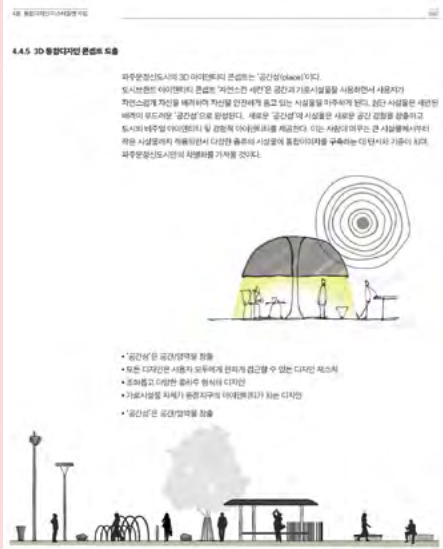 4.4.5 3D 통합디자인 콘셉트 도출
파주운정신도시의 3D 아이덴티티 콘셉트는 '공간성(place)'이다.
도시브랜드 아이덴티티 콘셉트 '자연스런 세련'은 공간과 가로시설물을 사용하면서 사용자가
자연스럽게 자신을 배려하며 자신을 안전하게 돕고 있는 시설물을 마주하게 된다. 시설물은 세련된
배려의 부드러운 '공간성'으로 완성된다. 새로운 '공간성'의 시설물은 새로운 공간 경험을 창출하고
도시의 비주얼 아이덴티티 및 경험적 아이덴티티를 제공한다. 이는 사람이 머무는 큰 시설물에서부터
작은 시설물까지 적용되면서 다양한 종류의 시설물에 통합이미지를 구축하는 데 단서와 기준이 되며,
파주운정신도시만의 차별화를 가져올 것이다.
• '공간성'은 공간/영역을 창출
• 모든 디자인은 사용자 모두에게 편하게 접근할 수 있는 디자인 제스처
• 조화롭고 다양한 형식의 디자인
• 가로시설물 자체가 아이덴티티가 되는 디자인
• '공간성'은 공간/영역을 창출